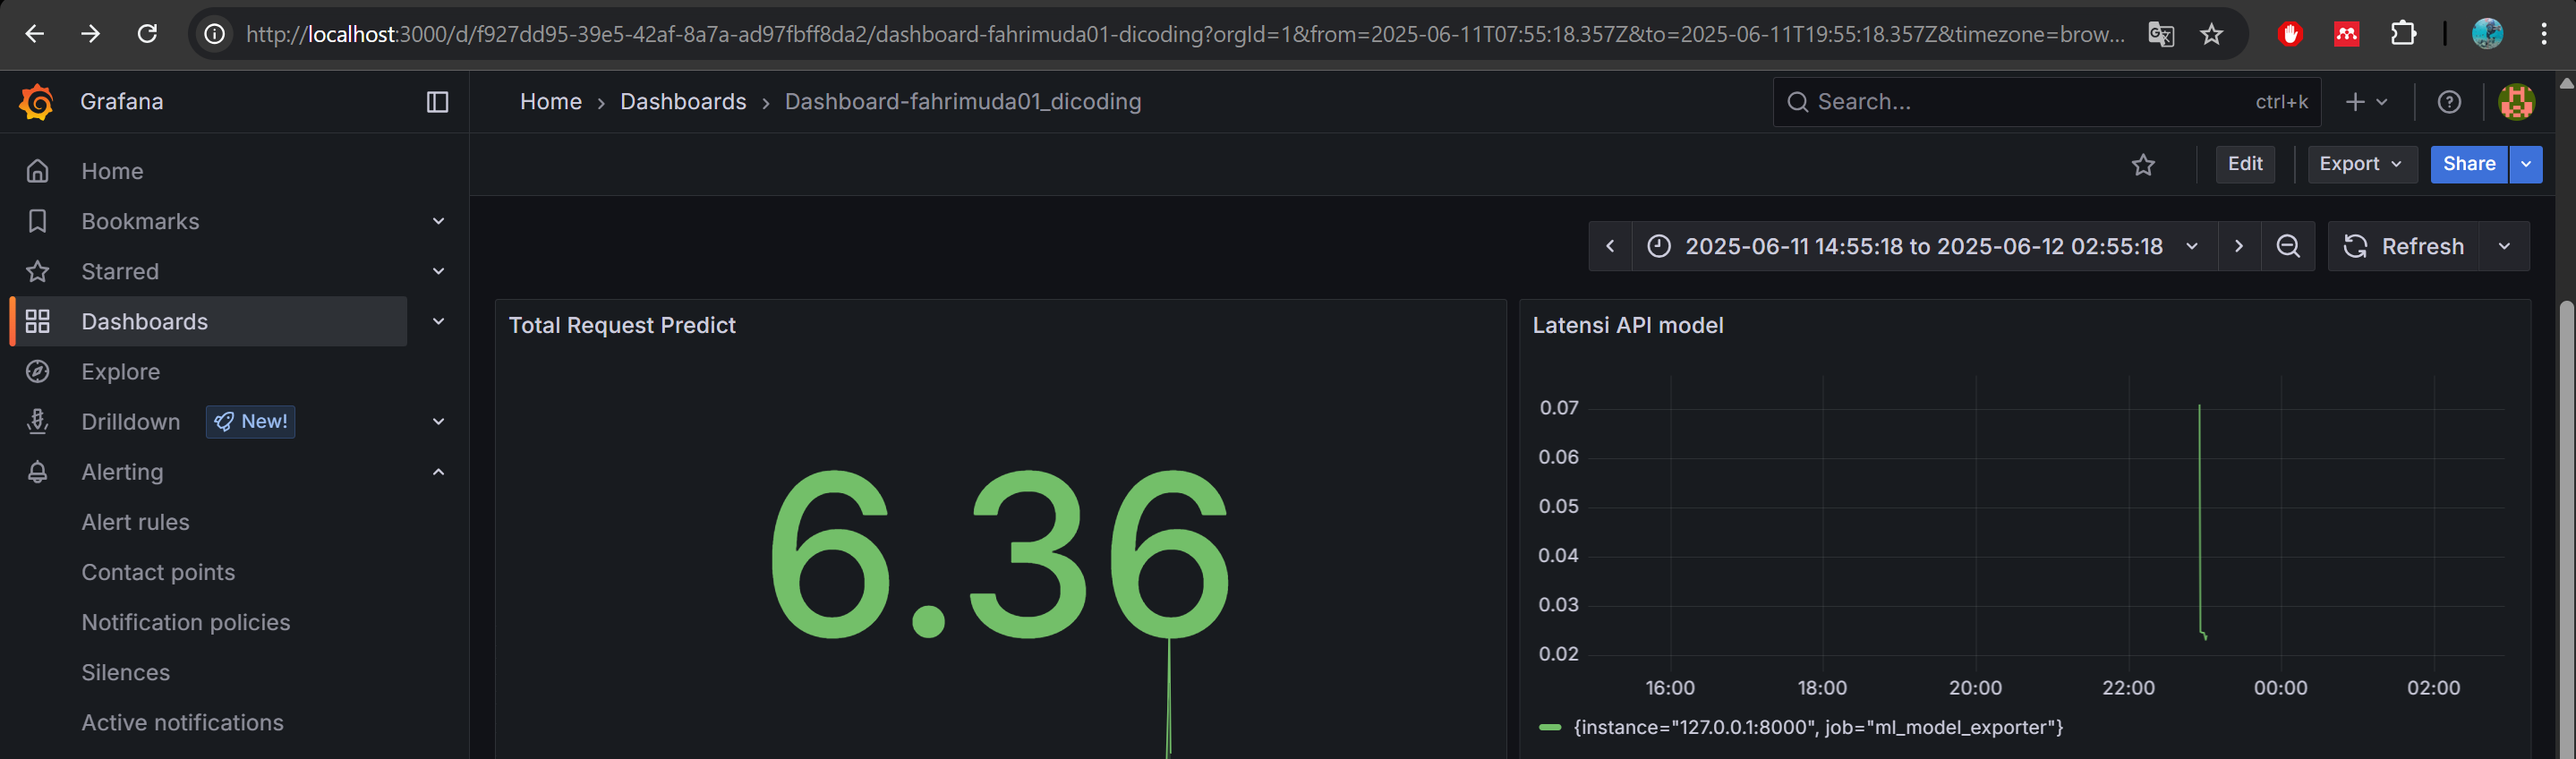 http://localhost:3000/d/f927dd95-39e5-42af-8a7a-ad97fbff8da2/dashboard-fahrimuda01-dicoding?orgId=1&from=2025-06-11T07:55:18.357Z&to=2025-06-11T19:55:18.357Z&timezone=brow...
Grafana
Home › Dashboards › Dashboard-fahrimuda01_dicoding
Search...
ctrl+k
Edit
Export
Share
Home
Bookmarks
Starred
Dashboards
Explore
Drilldown New!
Alerting
Alert rules
Contact points
Notification policies
Silences
Active notifications
2025-06-11 14:55:18 to 2025-06-12 02:55:18
Refresh
Total Request Predict
6.36
Latensi API model
0.07
0.06
0.05
0.04
0.03
0.02
16:00 18:00 20:00 22:00 00:00 02:00
{instance="127.0.0.1:8000", job="ml_model_exporter"}